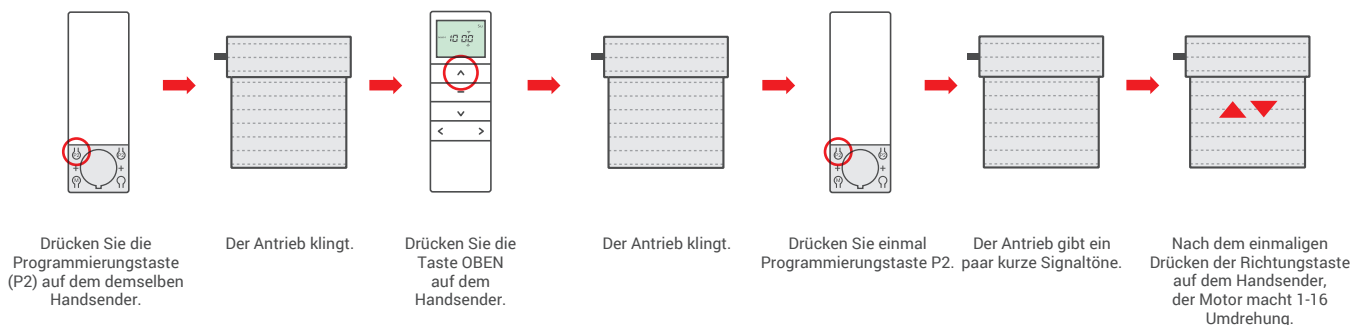 10 00
Drücken Sie die
Programmierungstaste
(P2) auf dem demselben
Handsender.
Der Antrieb klingt.
Drücken Sie die
Taste OBEN
auf dem
Handsender.
Der Antrieb klingt.
Drücken Sie einmal
Programmierungstaste P2.
Der Antrieb gibt ein
paar kurze Signaltöne.
Nach dem einmaligen
Drücken der Richtungstaste
auf dem Handsender,
der Motor macht 1-16
Umdrehung.